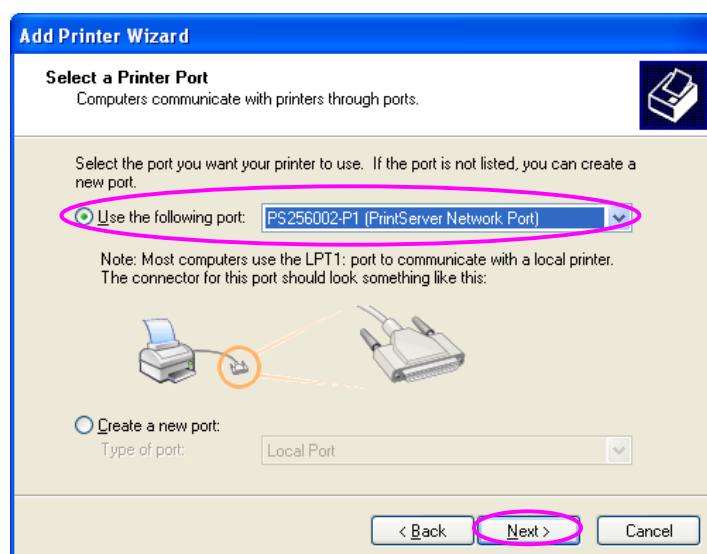 Add Printer Wizard
Select a Printer Port
Computers communicate with printers through ports.
Select the port you want your printer to use. If the port is not listed, you can create a
new port.
Use the following port: PS256002-P1 (PrintServer Network Port)
Note: Most computers use the LPT1: port to communicate with a local printer.
The connector for this port should look something like this:
Create a new port:
Type of port: Local Port
< Back Next > Cancel